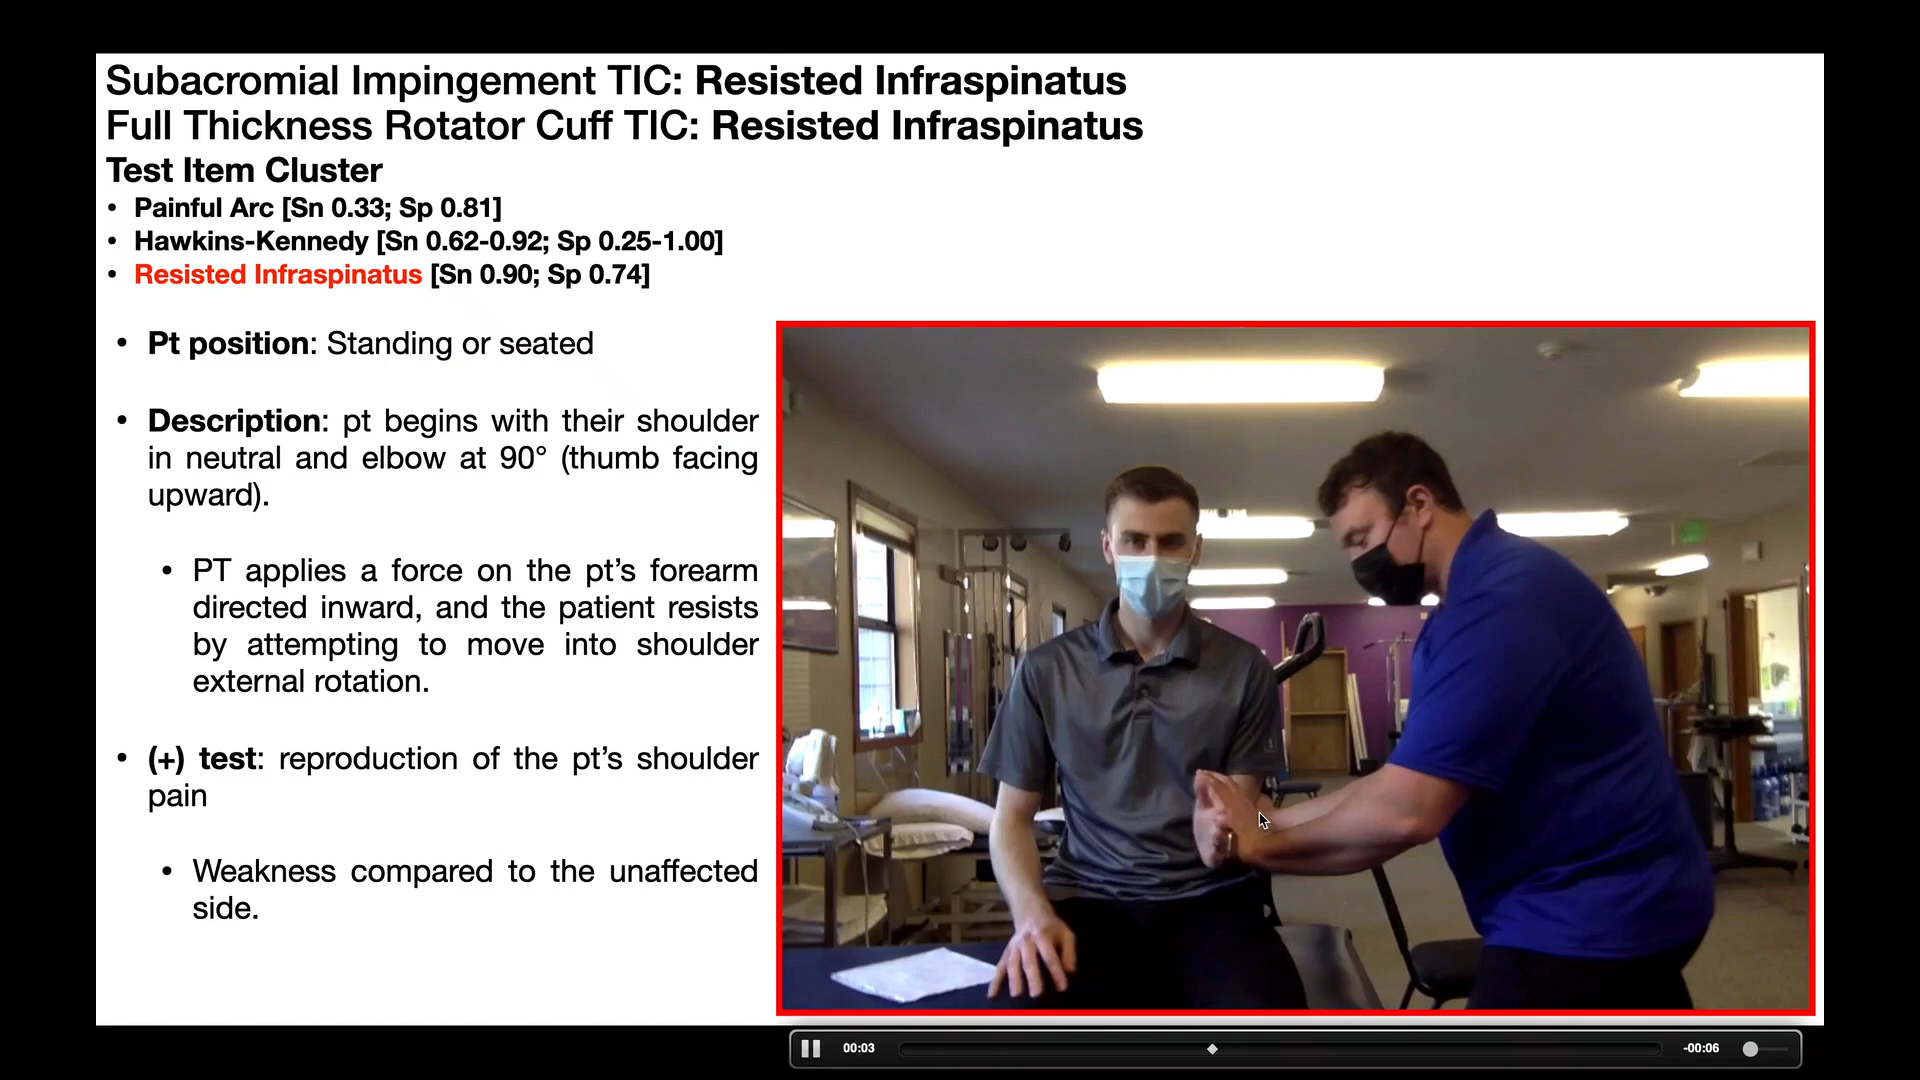 Subacromial Impingement TIC: Resisted Infraspinatus
Full Thickness Rotator Cuff TIC: Resisted Infraspinatus
Test Item Cluster
• Painful Arc [Sn 0.33; Sp 0.81]
• Hawkins-Kennedy [Sn 0.62-0.92; Sp 0.25-1.00]
• Resisted Infraspinatus [Sn 0.90; Sp 0.74]
• Pt position: Standing or seated
• Description: pt begins with their shoulder
in neutral and elbow at 90° (thumb facing
upward).
• PT applies a force on the pt’s forearm
directed inward, and the patient resists
by attempting to move into shoulder
external rotation.
• (+) test: reproduction of the pt’s shoulder
pain
• Weakness compared to the unaffected
side.
00:03
-00:06